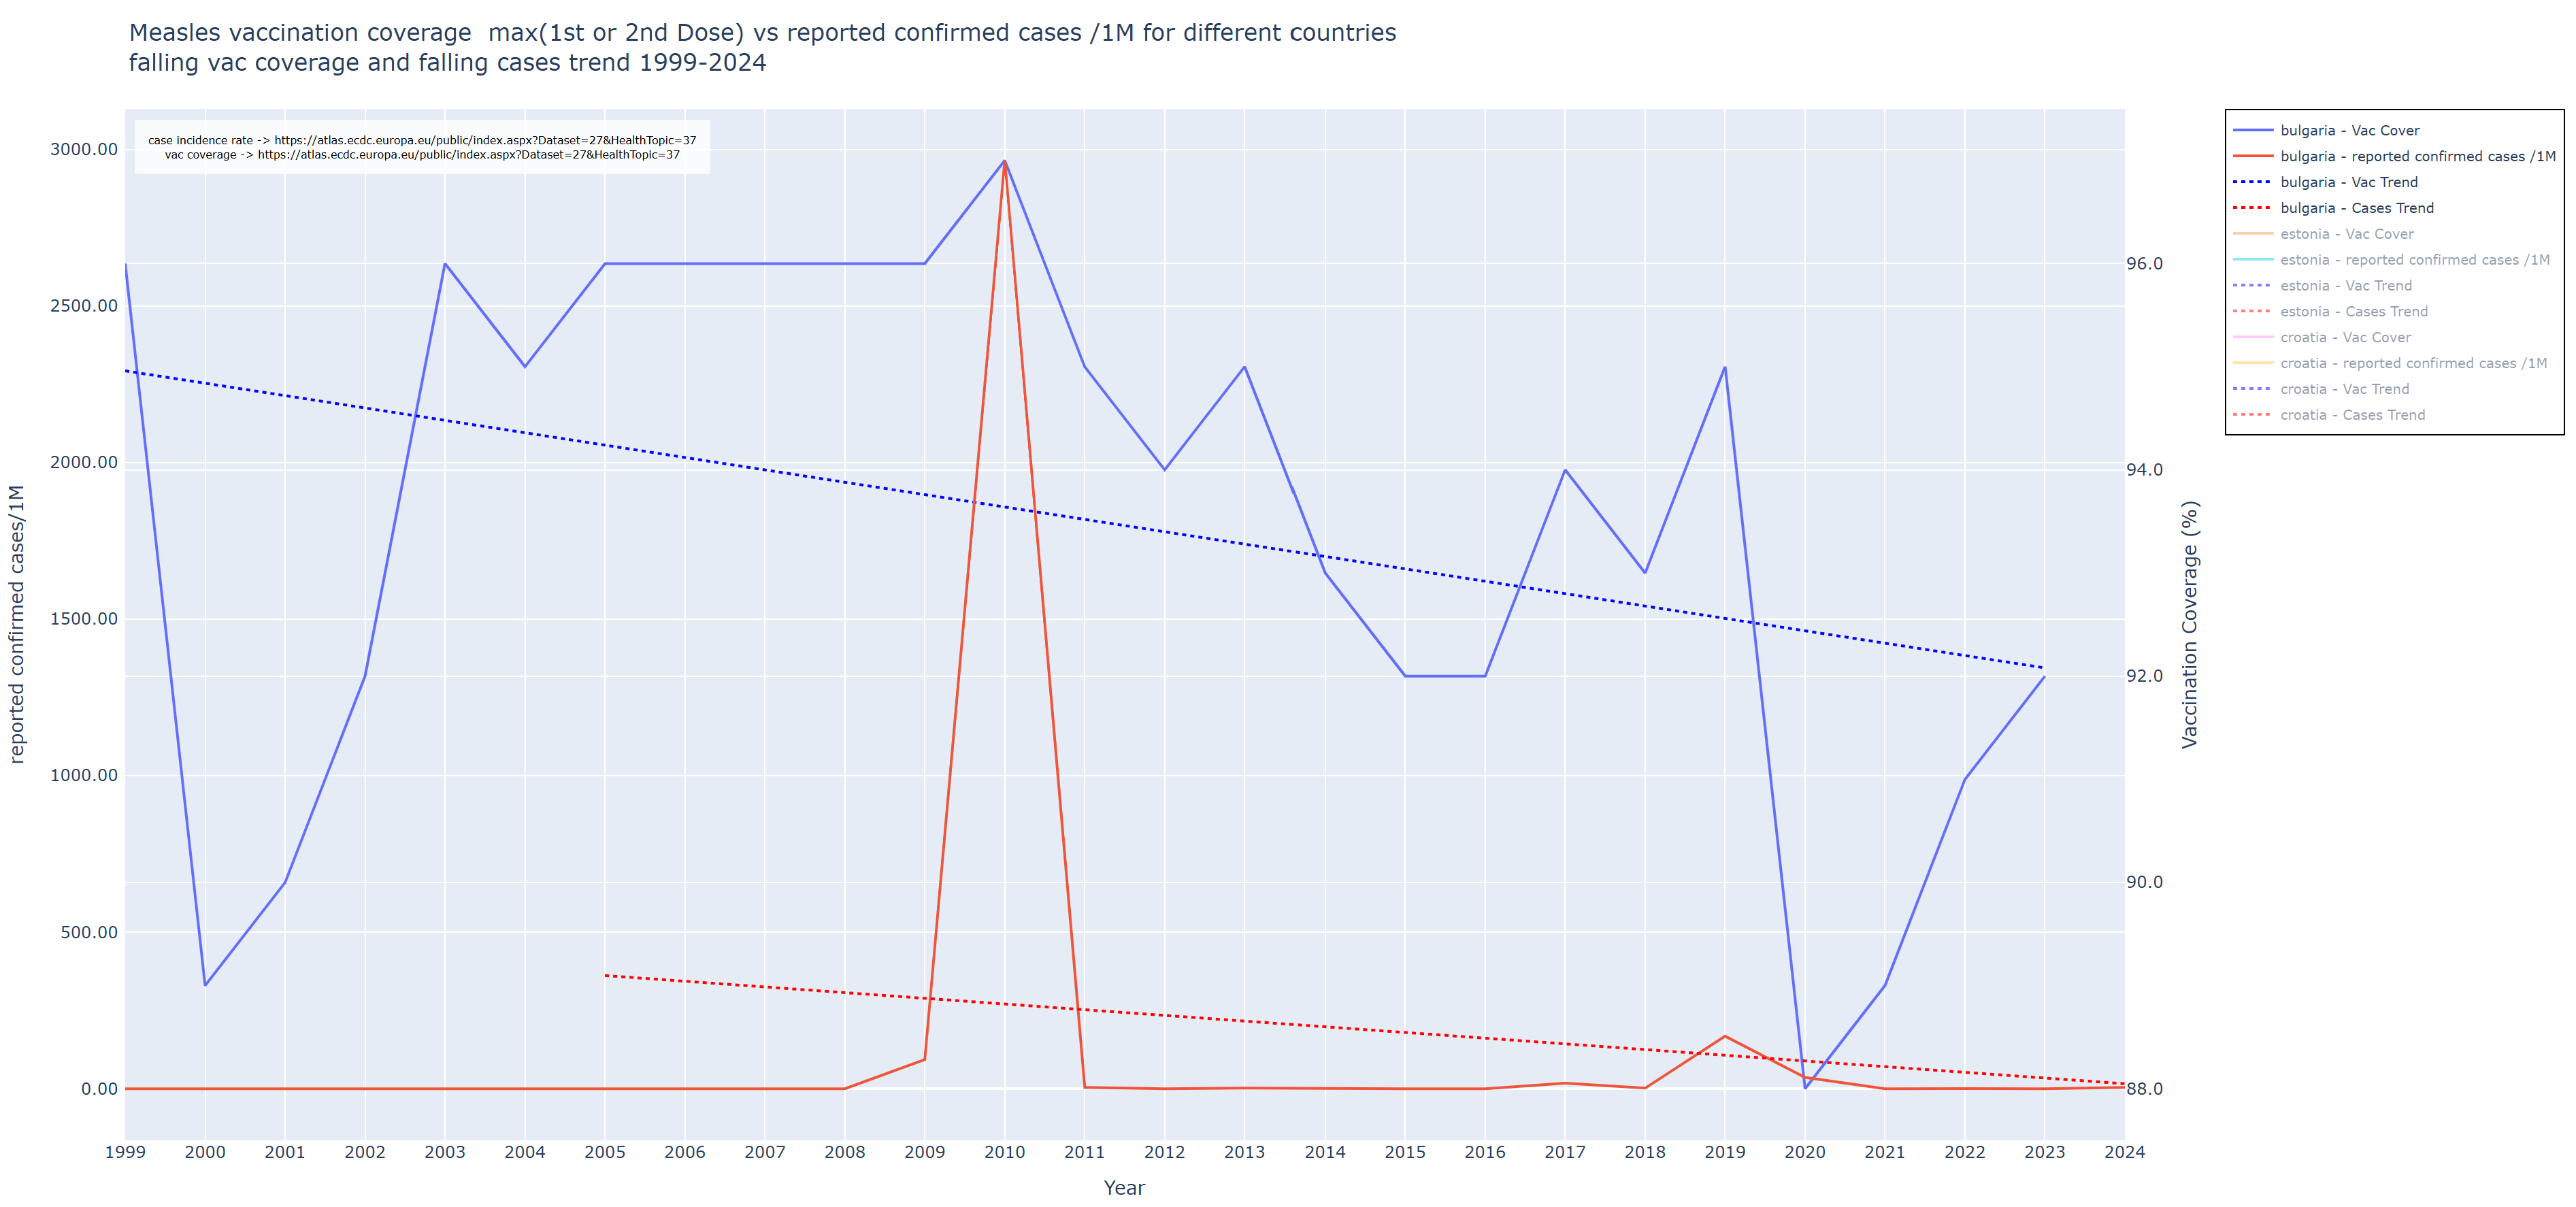 Measles vaccination coverage  max(1st or 2nd Dose) vs reported confirmed cases /1M for different countries
falling vac coverage and falling cases trend 1999-2024
case incidence rate -> https://atlas.ecdc.europa.eu/public/index.aspx?Dataset=27&HealthTopic=37
vac coverage -> https://atlas.ecdc.europa.eu/public/index.aspx?Dataset=27&HealthTopic=37
reported confirmed cases/1M
3000.00
2500.00
2000.00
1500.00
1000.00
500.00
0.00
1999 2000 2001 2002 2003 2004 2005 2006 2007 2008 2009 2010 2011 2012 2013 2014 2015 2016 2017 2018 2019 2020 2021 2022 2023 2024
Year
96.0
94.0
92.0
90.0
88.0
Vaccination Coverage (%)
bulgaria - Vac Cover
bulgaria - reported confirmed cases /1M
bulgaria - Vac Trend
bulgaria - Cases Trend
estonia - Vac Cover
estonia - reported confirmed cases /1M
estonia - Vac Trend
estonia - Cases Trend
croatia - Vac Cover
croatia - reported confirmed cases /1M
croatia - Vac Trend
croatia - Cases Trend